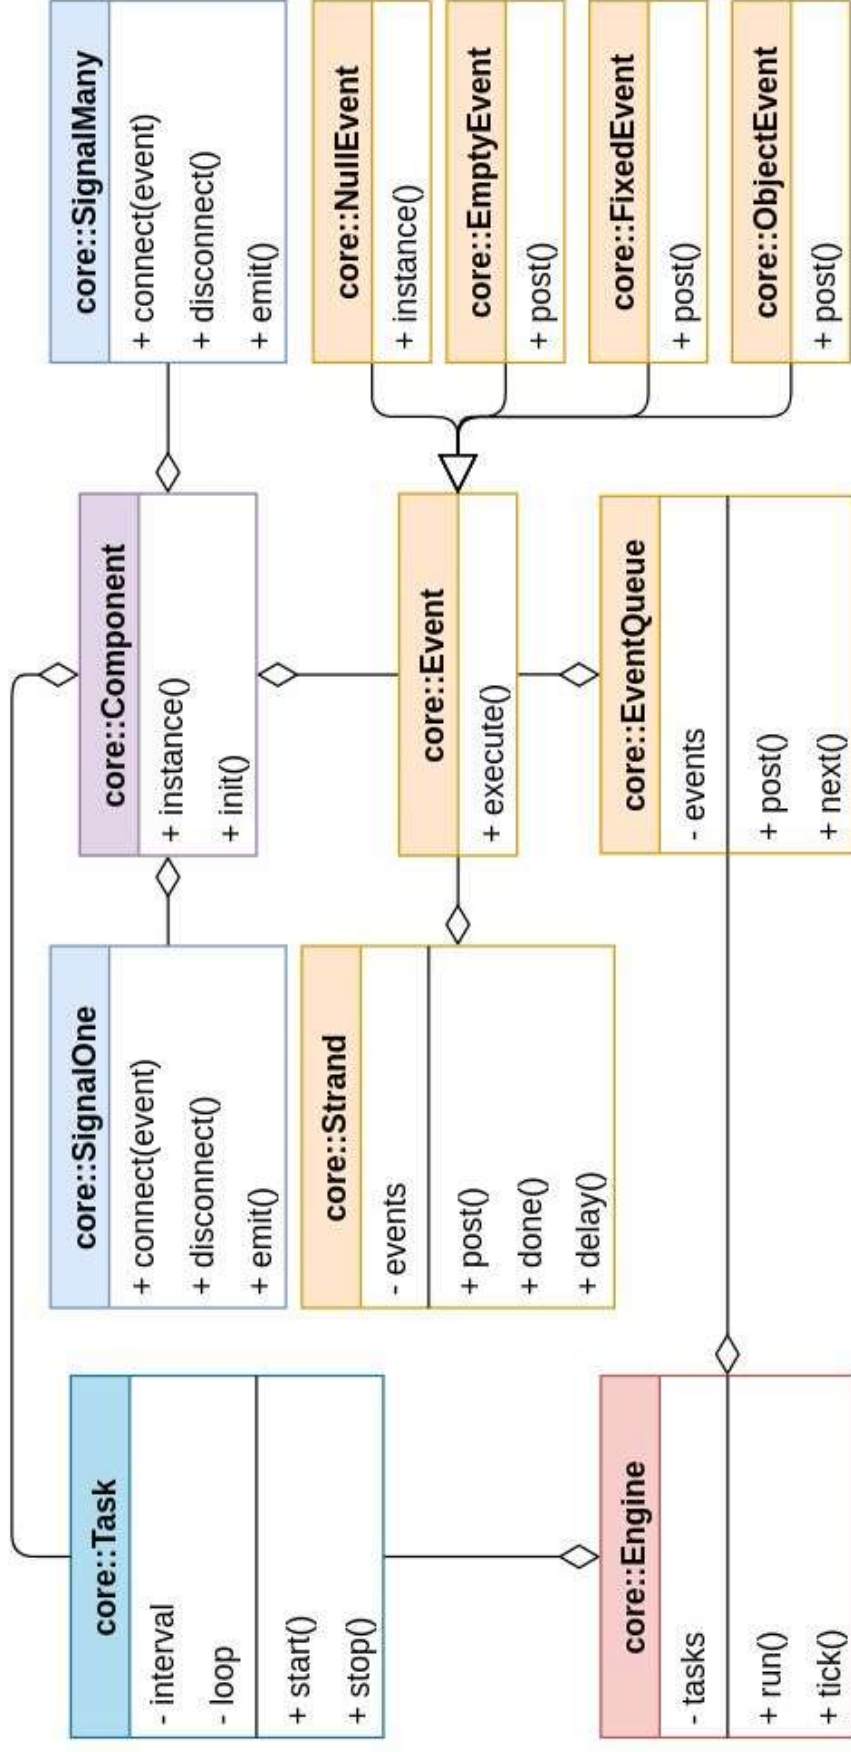 core::Task
- interval
- loop
+ start()
+ stop()
core::SignalOne
+ connect(event)
+ disconnect()
+ emit()
core::Component
+ instance()
+ init()
core::SignalMany
+ connect(event)
+ disconnect()
+ emit()
core::Strand
- events
+ post()
+ done()
+ delay()
core::Event
+ execute()
core::NullEvent
+ instance()
core::EmptyEvent
+ post()
core::FixedEvent
+ post()
core::ObjectEvent
+ post()
core::Engine
- tasks
+ run()
+ tick()
core::EventQueue
- events
+ post()
+ next()